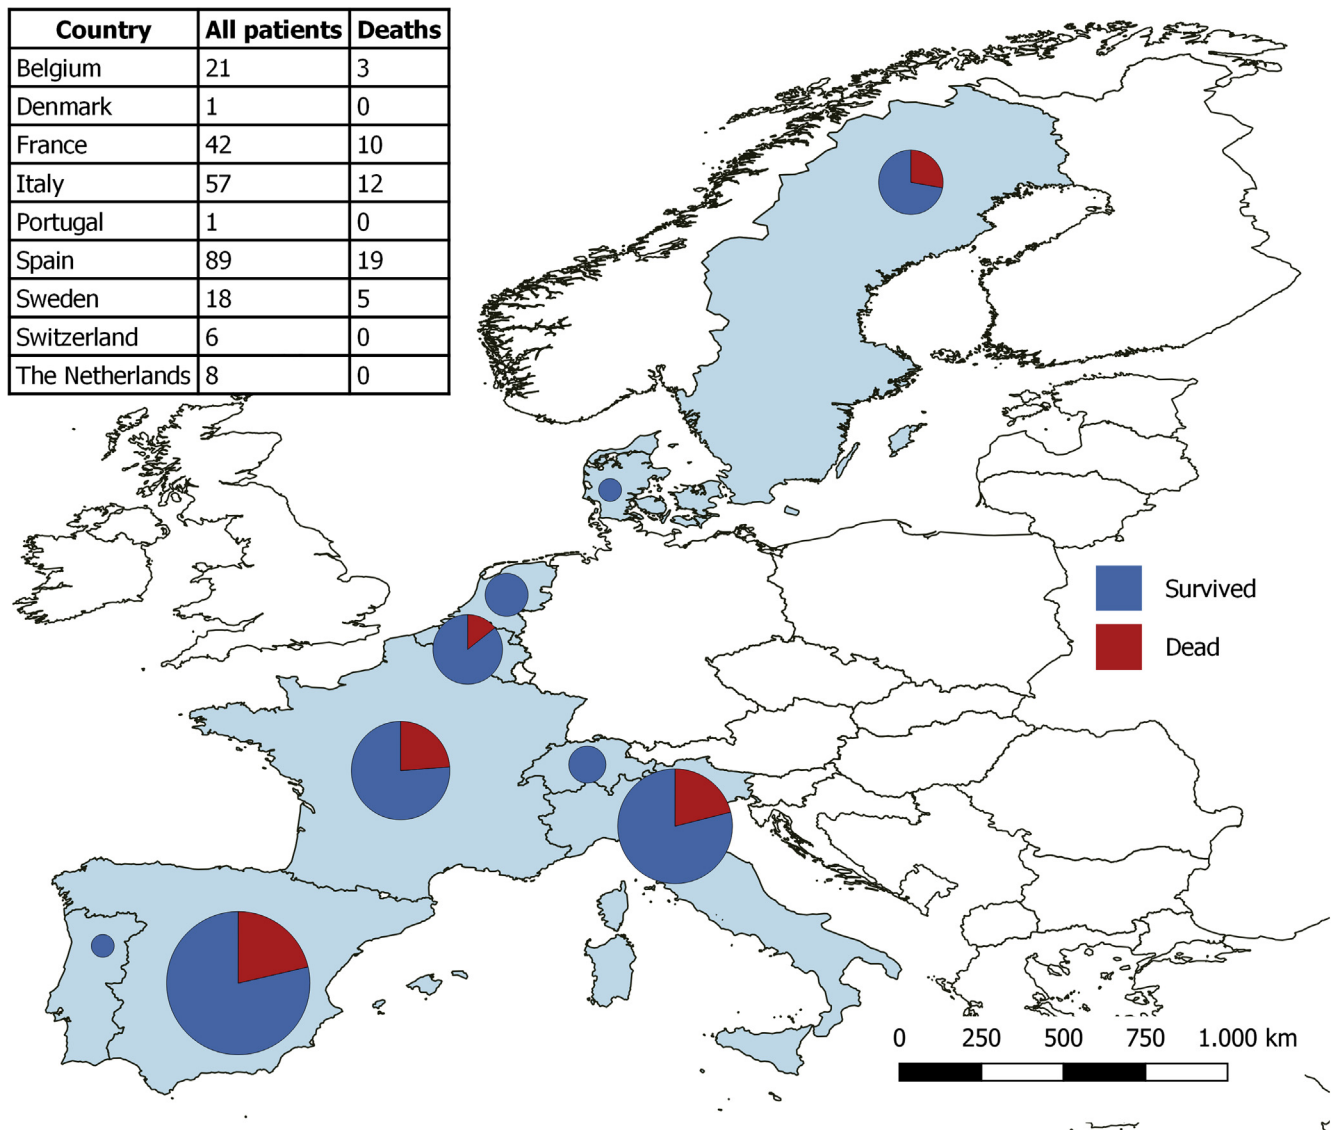 Country All patients Deaths
Belgium 21 3
Denmark 1 0
France 42 10
Italy 57 12
Portugal 1 0
Spain 89 19
Sweden 18 5
Switzerland 6 0
The Netherlands 8 0
Survived
Dead
0 250 500 750 1.000 km